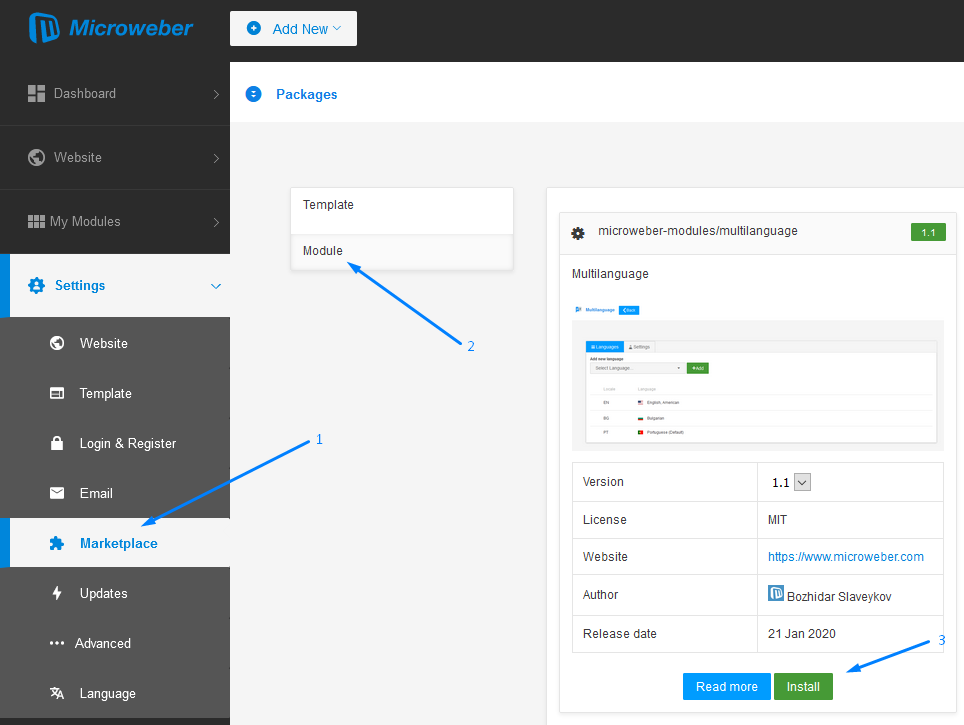 Microweber
Add New
Dashboard
Packages
Website
Template
microweber-modules/multilanguage
1.1
My Modules
Module
Multilanguage
Settings
Multilanguage
Back
2
Languages
Settings
Website
Add new language
Select Language...
+Add
Template
Locale
Language
EN
English, American
BG
Bulgarian
PT
Portuguese (Default)
Login & Register
1
Email
Version
1.1
Marketplace
License
MIT
Website
https://www.microweber.com
Updates
Author
Bozhidar Slaveykov
Advanced
Release date
21 Jan 2020
3
Language
Read more
Install